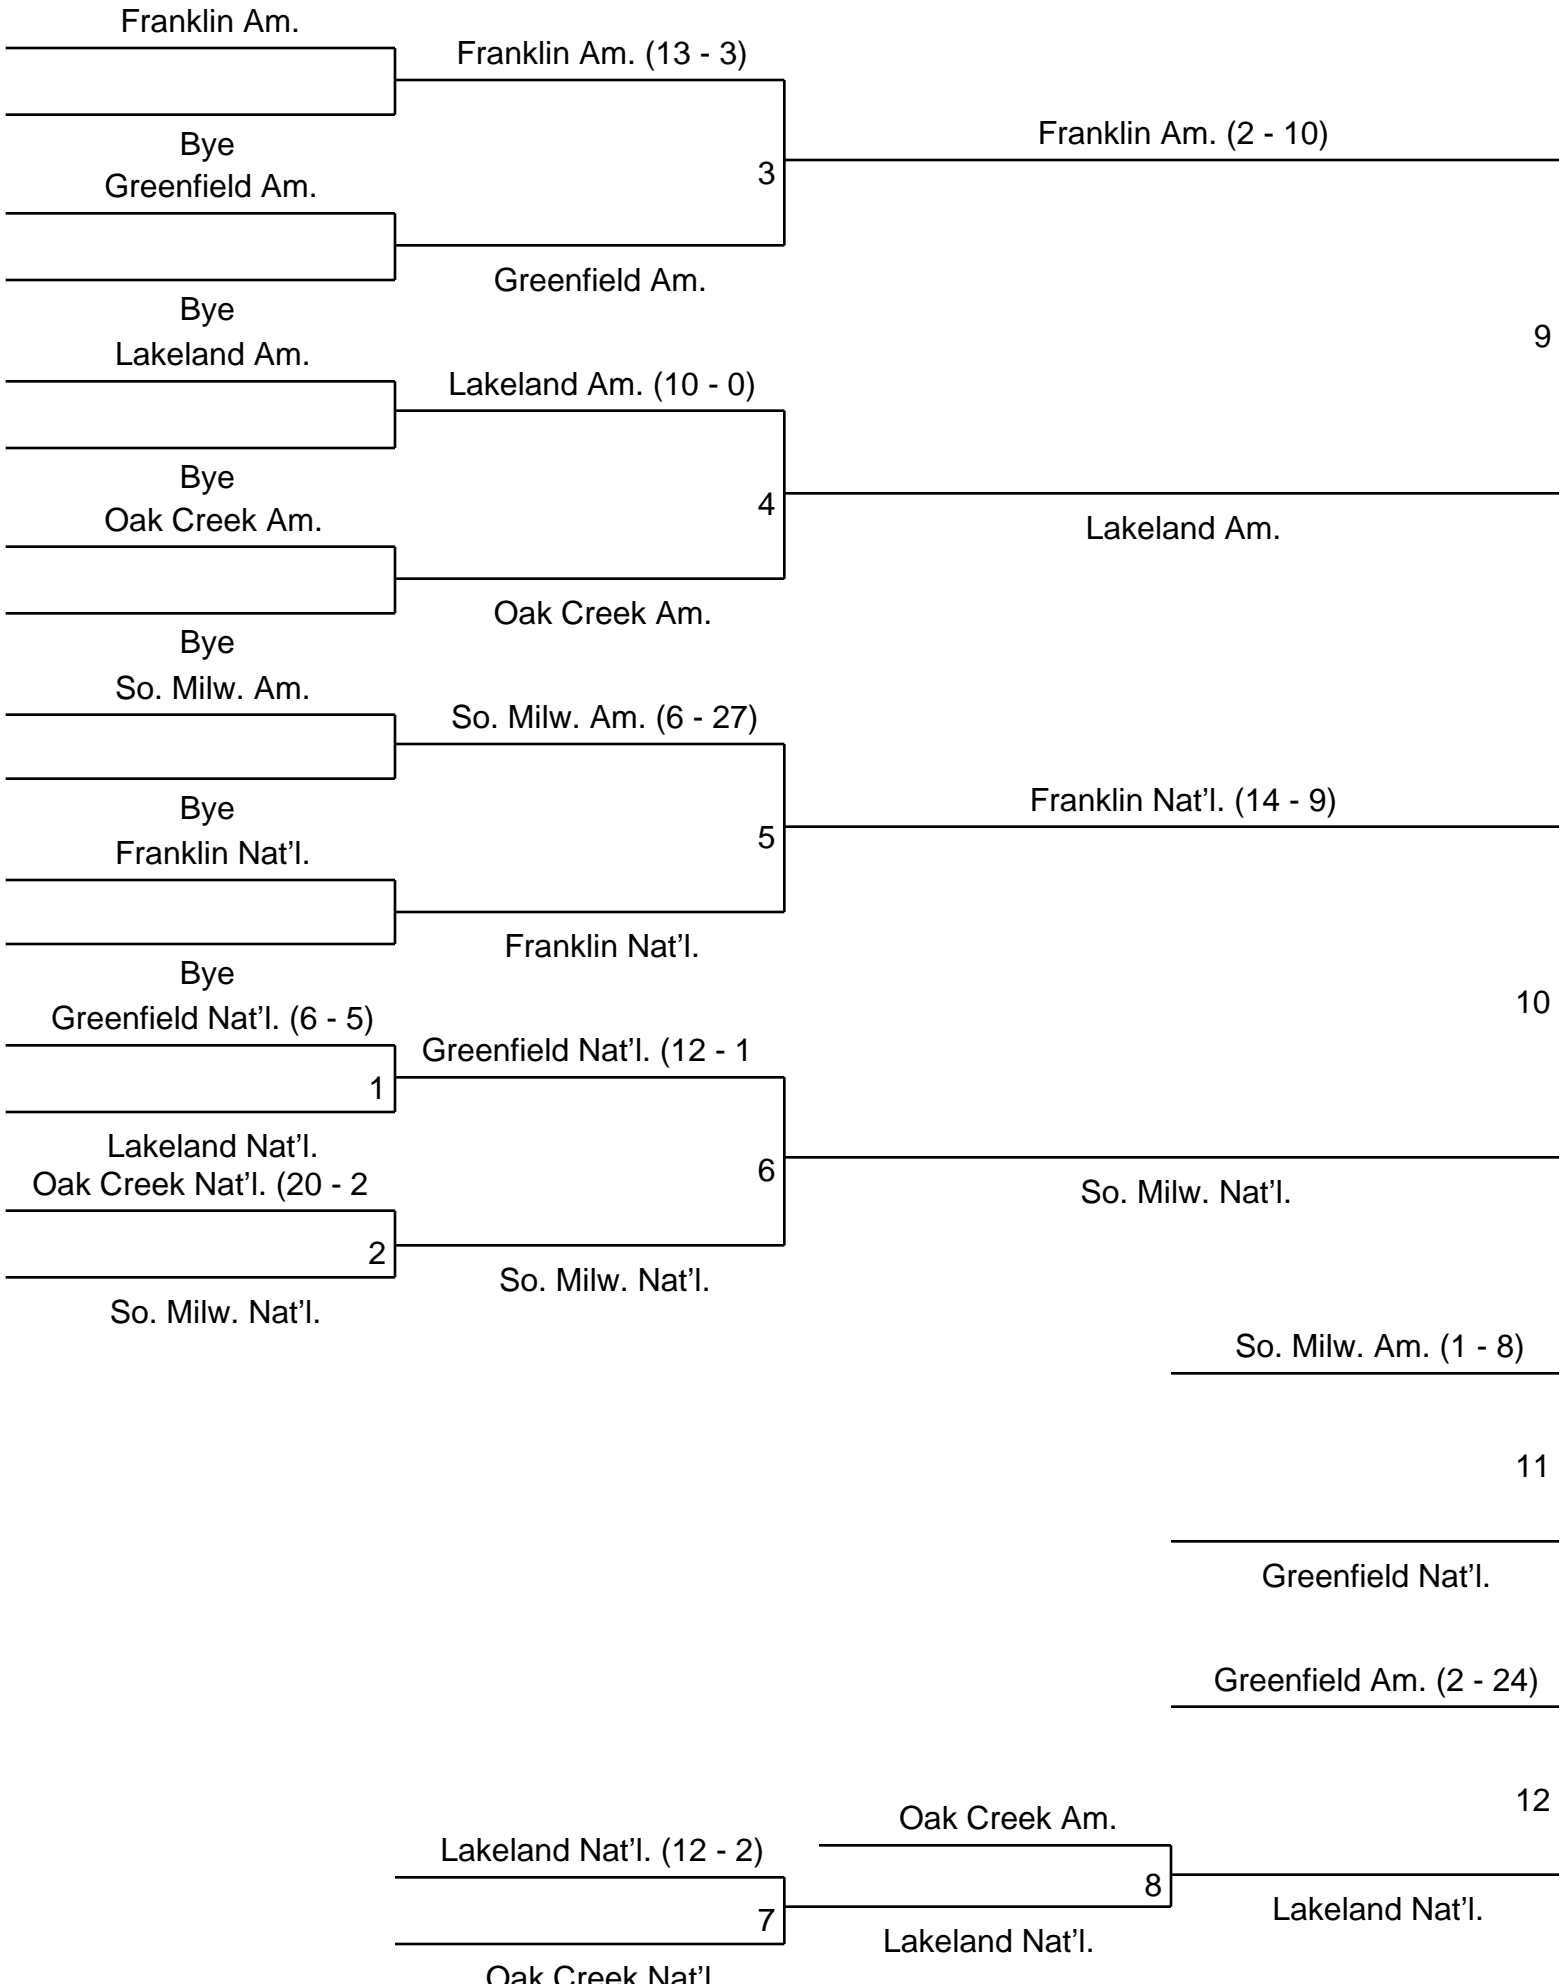 Franklin Am.
Franklin Am. (13 - 3)
Franklin Am. (2 - 10)
Bye
3
Greenfield Am.
Greenfield Am.
Bye
9
Lakeland Am.
Lakeland Am. (10 - 0)
Bye
4
Oak Creek Am.
Lakeland Am.
Oak Creek Am.
Bye
So. Milw. Am.
So. Milw. Am. (6 - 27)
Franklin Nat'l. (14 - 9)
Bye
5
Franklin Nat'l.
Franklin Nat'l.
Bye
10
Greenfield Nat'l. (6 - 5)
Greenfield Nat'l. (12 - 1
1
Lakeland Nat'l.
6
Oak Creek Nat'l. (20 - 2
So. Milw. Nat'l.
2
So. Milw. Nat'l.
So. Milw. Nat'l.
So. Milw. Am. (1 - 8)
11
Greenfield Nat'l.
Greenfield Am. (2 - 24)
12
Oak Creek Am.
Lakeland Nat'l. (12 - 2)
8
Lakeland Nat'l.
7
Lakeland Nat'l.
Oak Creek Nat'l